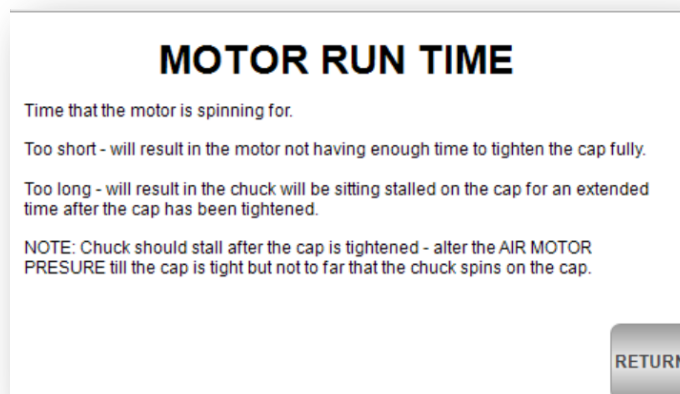 MOTOR RUN TIME
Time that the motor is spinning for.
Too short - will result in the motor not having enough time to tighten the cap fully.
Too long - will result in the chuck will be sitting stalled on the cap for an extended
time after the cap has been tightened.
NOTE: Chuck should stall after the cap is tightened - alter the AIR MOTOR
PRESURE till the cap is tight but not to far that the chuck spins on the cap.
RETURN